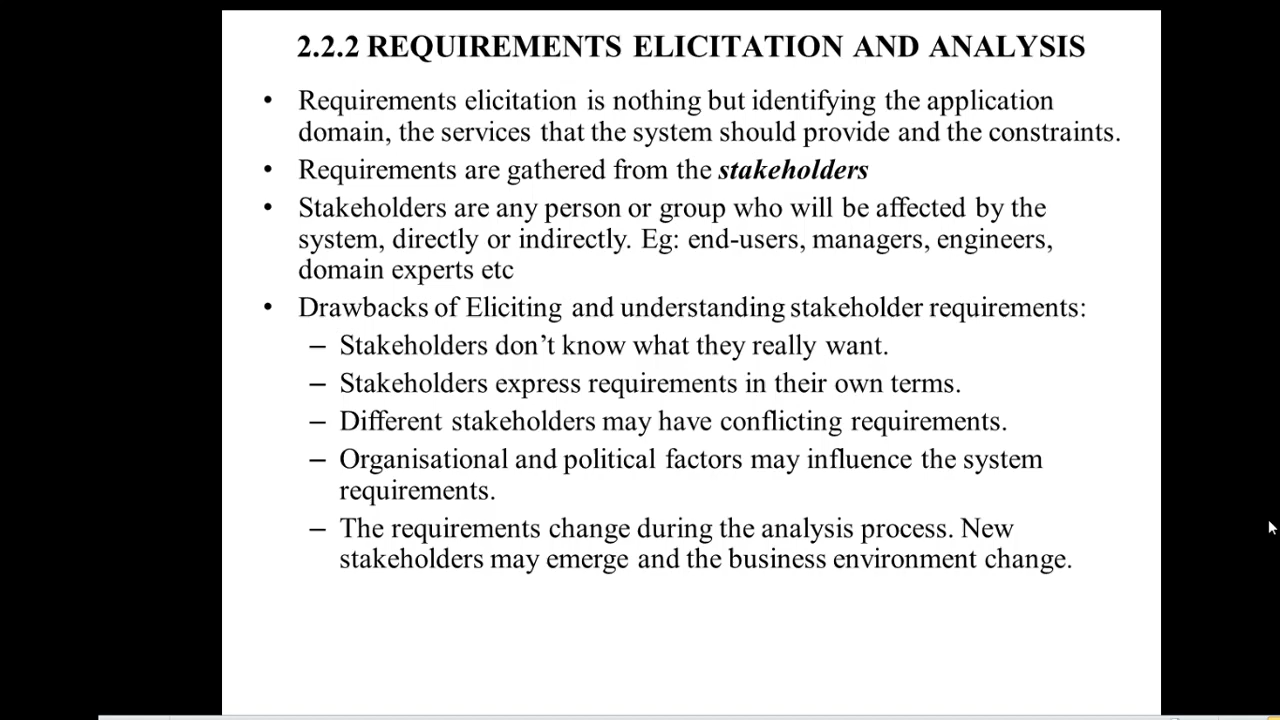 2.2.2 REQUIREMENTS ELICITATION AND ANALYSIS
• Requirements elicitation is nothing but identifying the application
domain, the services that the system should provide and the constraints.
• Requirements are gathered from the stakeholders
• Stakeholders are any person or group who will be affected by the
system, directly or indirectly. Eg: end-users, managers, engineers,
domain experts etc
• Drawbacks of Eliciting and understanding stakeholder requirements:
– Stakeholders don’t know what they really want.
– Stakeholders express requirements in their own terms.
– Different stakeholders may have conflicting requirements.
– Organisational and political factors may influence the system
requirements.
– The requirements change during the analysis process. New
stakeholders may emerge and the business environment change.